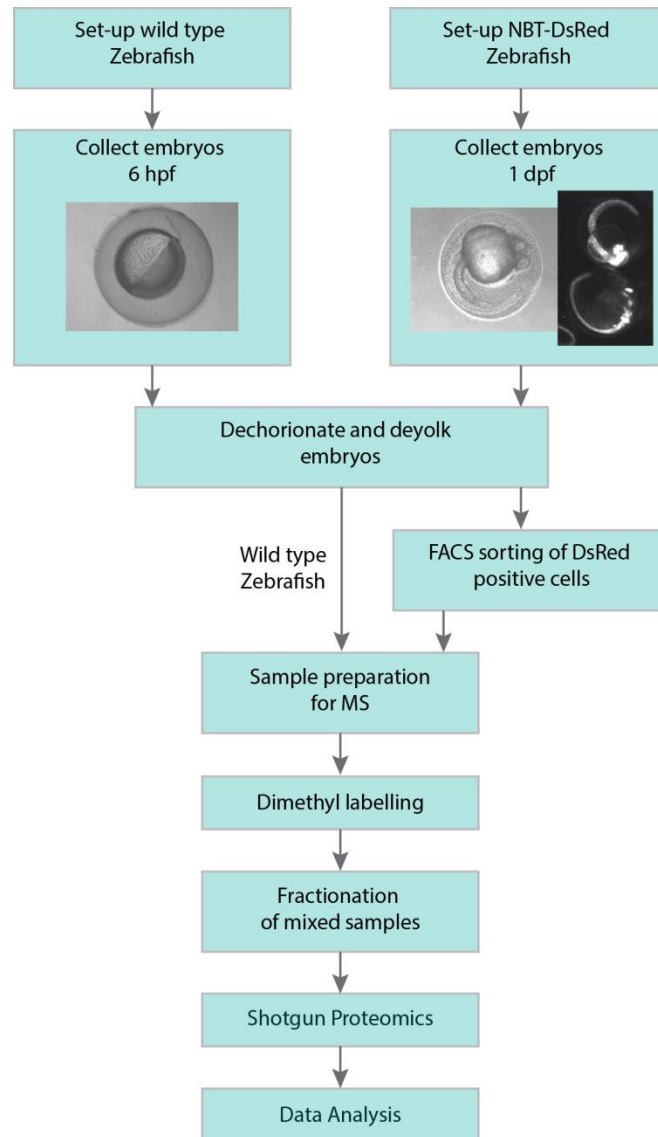 Set-up wild type
Zebrafish
Set-up NBT-DsRed
Zebrafish
Collect embryos
6 hpf
Collect embryos
1 dpf
Dechorionate and deyolk
embryos
Wild type
Zebrafish
FACS sorting of DsRed
positive cells
Sample preparation
for MS
Dimethyl labelling
Fractionation
of mixed samples
Shotgun Proteomics
Data Analysis